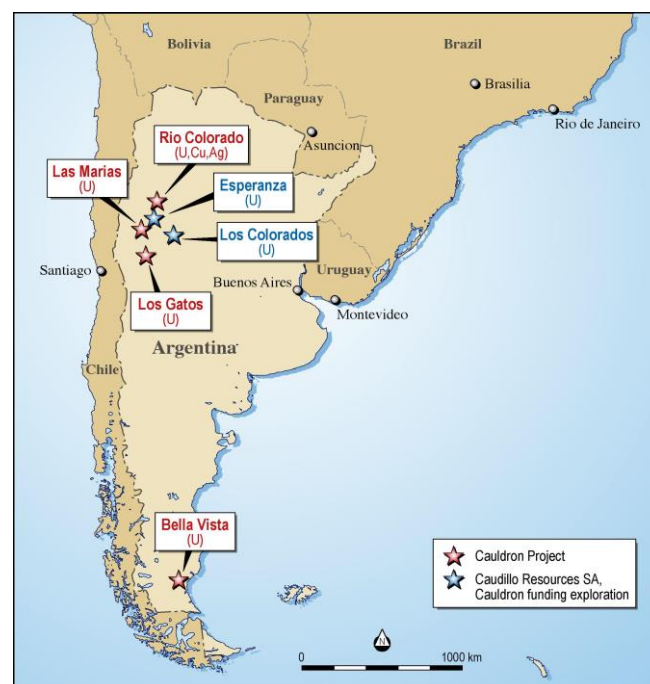 Bolivia
Brazil
Brasilia
Paraguay
Rio de Janeiro
Asuncion
Rio Colorado
(U,Cu,Ag)
Las Marias
(U)
Esperanza
(U)
Los Colorados
(U)
Santiago
Buenos Aires
Uruguay
Montevideo
Los Gatos
(U)
Argentina
Chile
Bella Vista
(U)
Cauldron Project
Caudillo Resources SA,
Cauldron funding exploration
N
0
1000 km